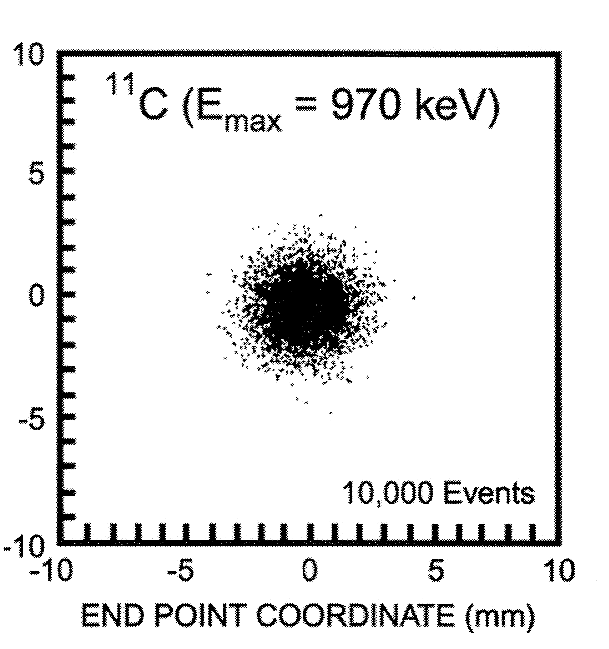 10
¹¹C (Eₘₐₓ = 970 keV)
5
0
-5
10,000 Events
-10
-10 -5 0 5 10
END POINT COORDINATE (mm)